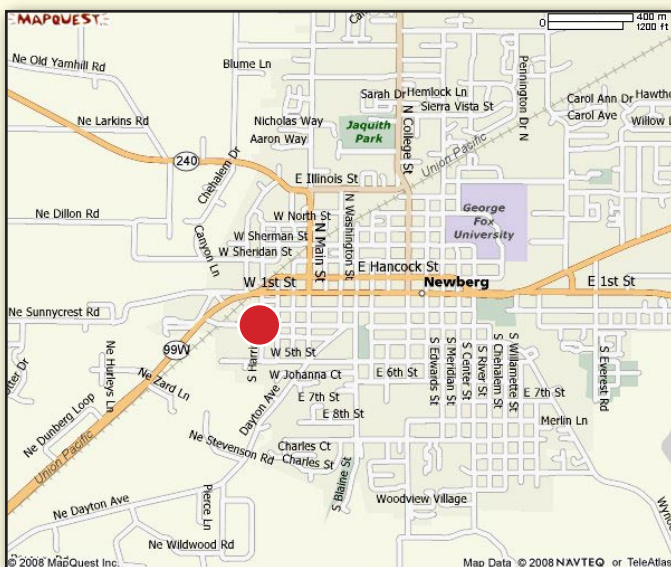 MAPQUEST
400 m
0
1200 ft
Ne Old Yamhill Rd
Blume Ln
Pennington Dr N
Sarah Dr
Hemlock Ln
Sierra Vista St
Carol Ann Dr
Carol Ave
Willow L
Ne Larkins Rd
Nicholas Way
Aaron Way
Jaquith
Park
N College St
Union Pacific
240
Chehalem Dr
E Illinois St
Ne Dillon Rd
Canyon Ln
W North St
W Sherman St
W Sheridan St
N Main St
N Washington St
George
Fox
University
E Hancock St
W 1st St
Newberg
E 1st St
Ne Sunnycrest Rd
99W
Ne Hurleys Ln
Ne Zard Ln
S Harri
W 5th St
W Johanna Ct
E 6th St
S Edwards St
S Meridian St
S Center St
S River St
S Chehalem St
S Willamette St
S Everest Rd
E 7th St
E 7th St
E 8th St
Merlin Ln
Ne Dunberg Loop
Union Pacific
Dayton Ave
Ne Stevenson Rd
Charles Ct
Charles St
S Blaine St
Woodview Village
Ne Dayton Ave
Pierce Ln
Ne Wildwood Rd
© 2008 MapQuest Inc.
Map Data © 2008 NAVTEQ or TeleAtlas